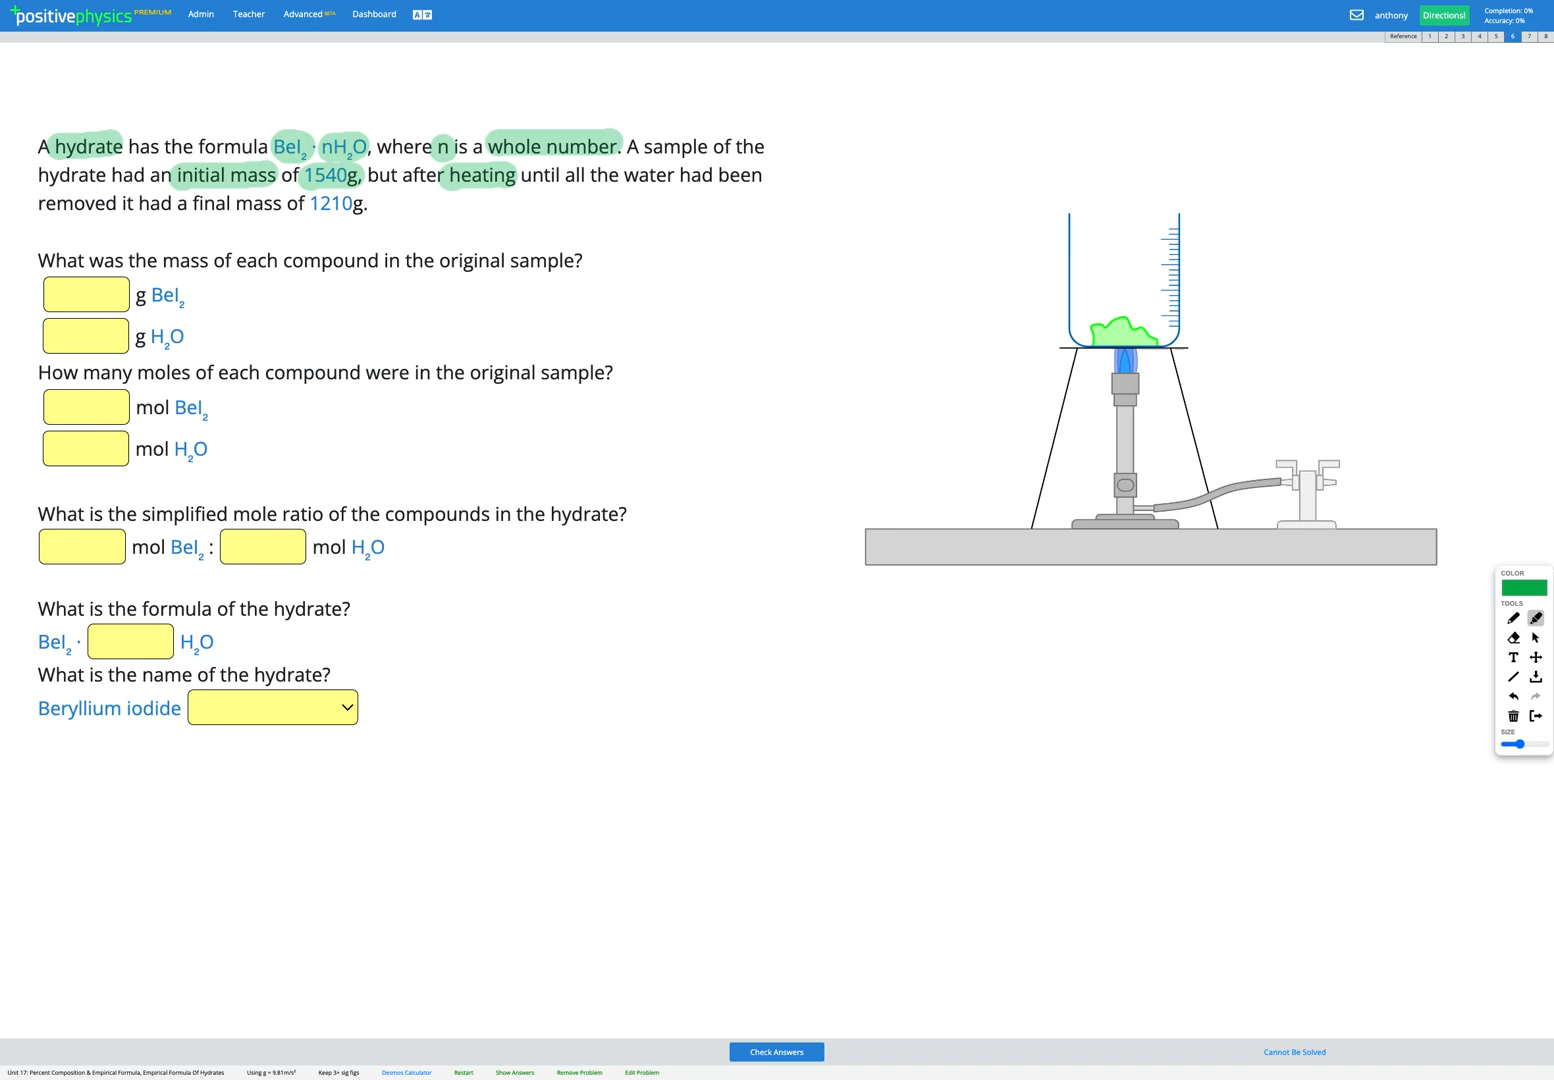 +positivephysics PREMIUM Admin Teacher Advanced BETA Dashboard A anthony Directions! Completion: 0%
Accuracy: 0%
Reference 1 2 3 4 5 6 7 8
A hydrate has the formula BeI₂ · nH₂O, where n is a whole number. A sample of the
hydrate had an initial mass of 1540g, but after heating until all the water had been
removed it had a final mass of 1210g.
What was the mass of each compound in the original sample?
g BeI₂
g H₂O
How many moles of each compound were in the original sample?
mol BeI₂
mol H₂O
What is the simplified mole ratio of the compounds in the hydrate?
mol BeI₂ : mol H₂O
What is the formula of the hydrate?
BeI₂ · H₂O
What is the name of the hydrate?
Beryllium iodide
COLOR
TOOLS
T
SIZE
Check Answers Cannot Be Solved
Unit 17: Percent Composition & Empirical Formula, Empirical Formula Of Hydrates Using g = 9.81m/s² Keep 3+ sig figs Desmos Calculator Restart Show Answers Remove Problem Edit Problem